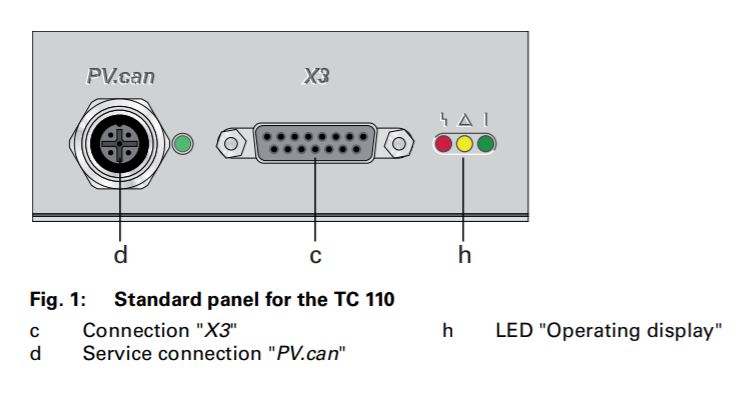 PV.can X3
d c h
Fig. 1: Standard panel for the TC 110
c Connection "X3"
d Service connection "PV.can"
h LED "Operating display"